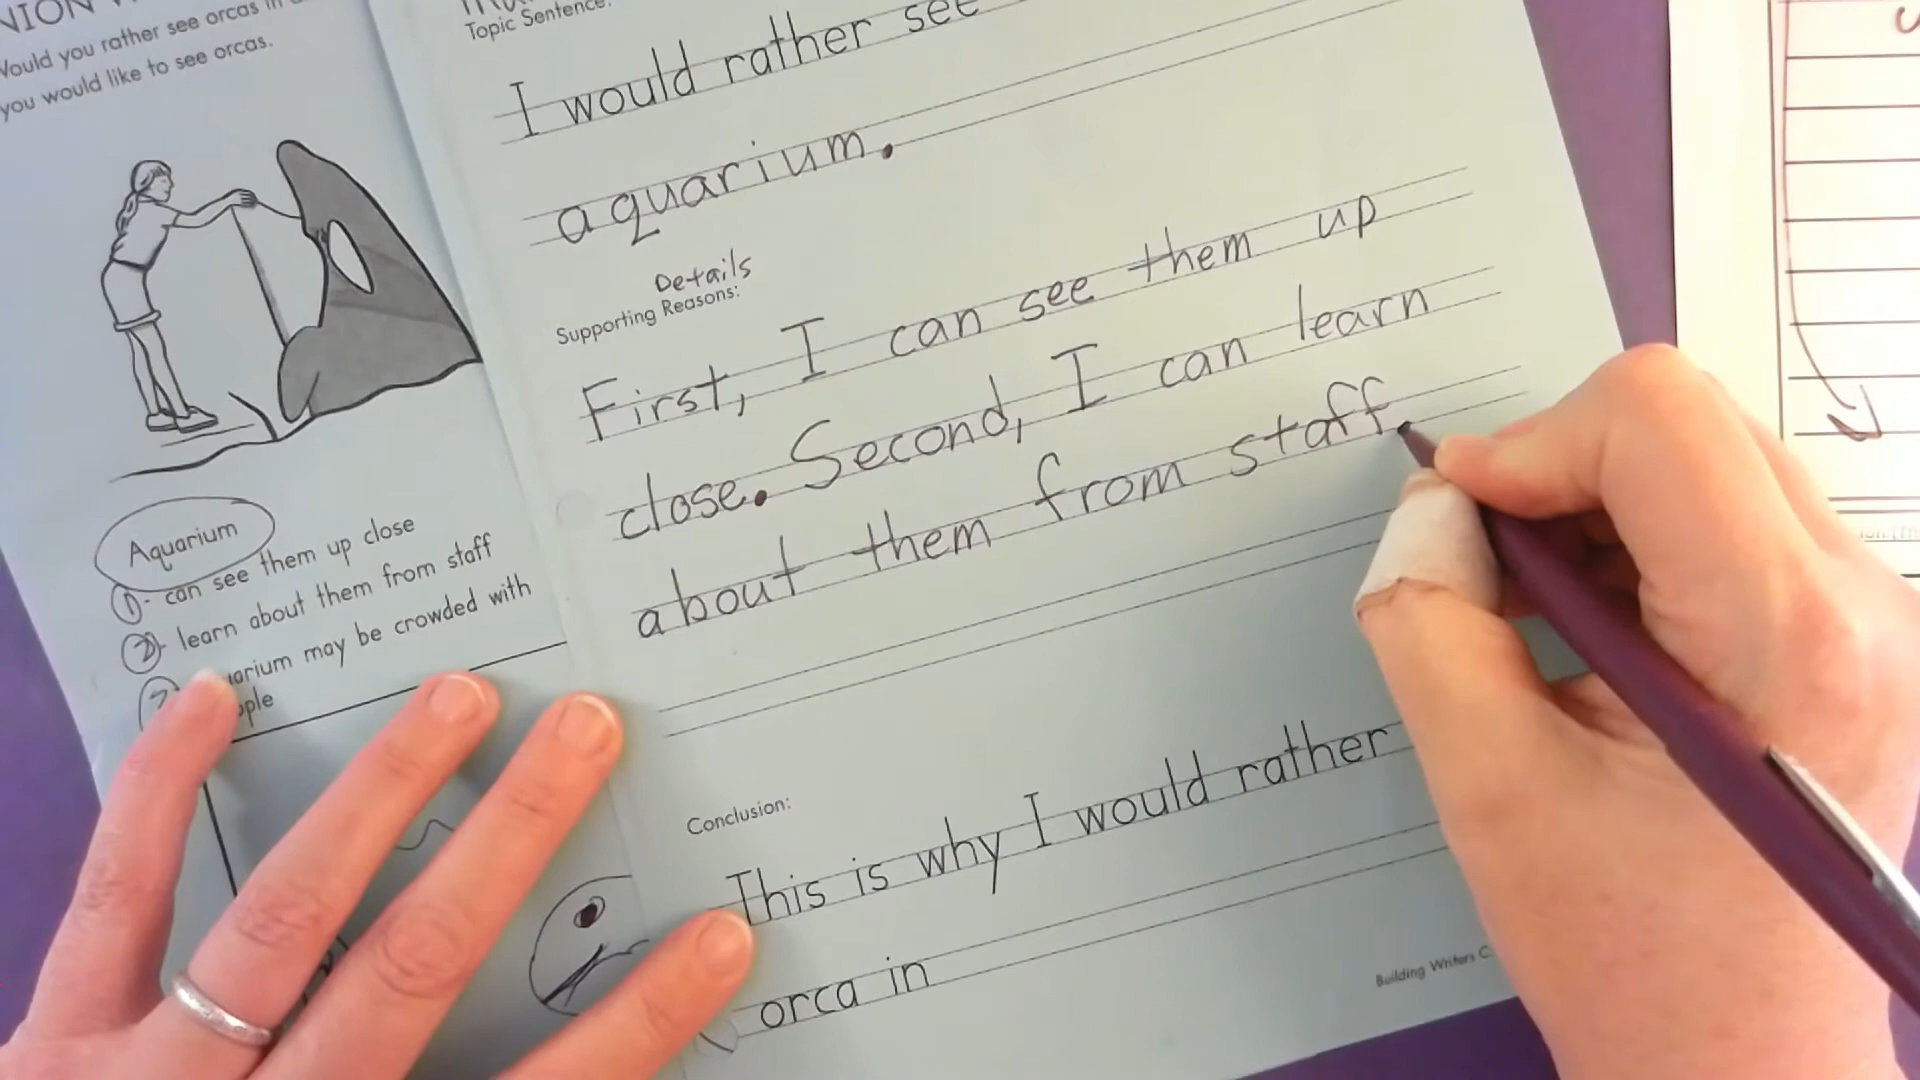 NION
Would you rather see orcas in
you would like to see orcas.
Aquarium
①- can see them up close
②- learn about them from staff
may be crowded with
Topic Sentence:
I would rather see
aquarium.
Details
Supporting Reasons:
First, I can see them up
close. Second, I can learn
about them from staff.
Conclusion:
This is why I would rather
orca in
Building Writers